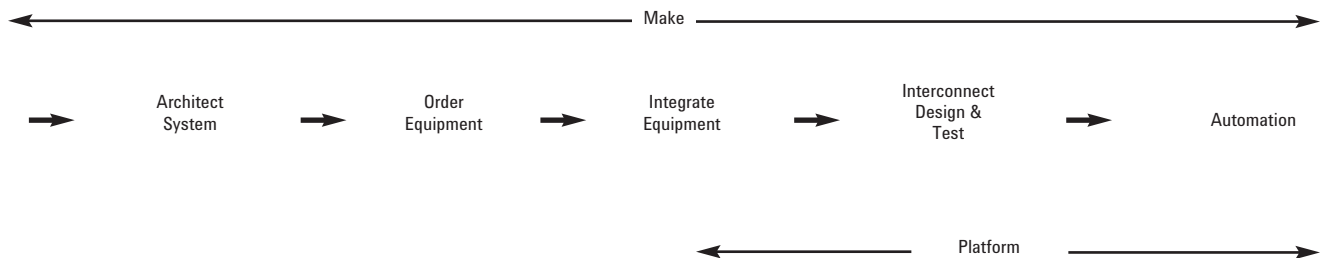 Make
Architect
System
Order
Equipment
Integrate
Equipment
Interconnect
Design &
Test
Automation
Platform